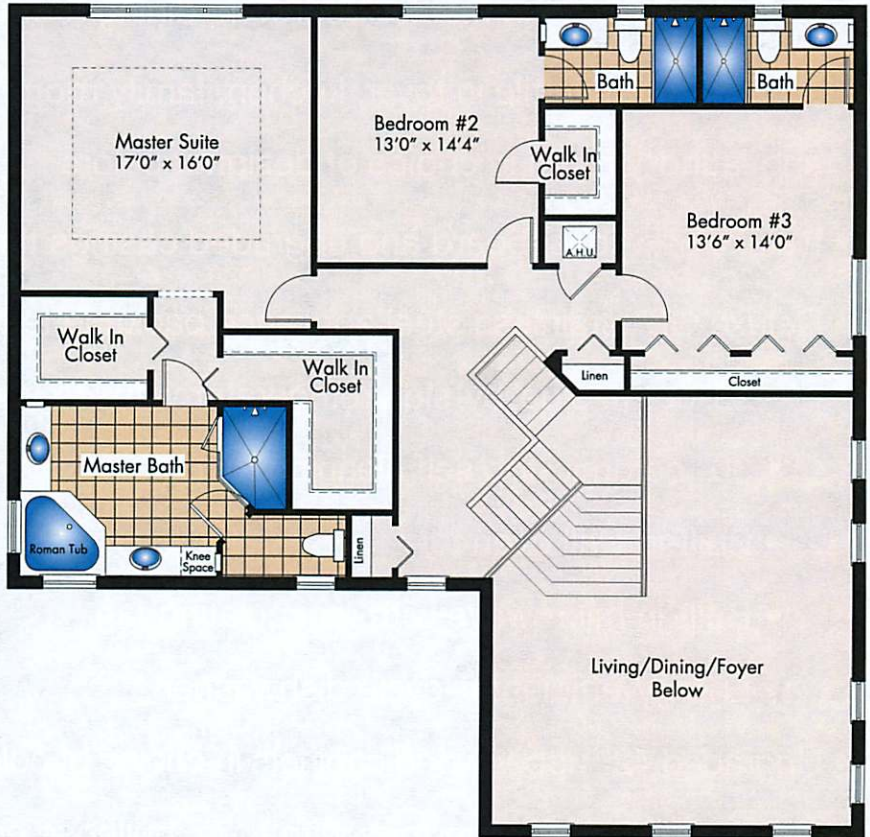 Bath
Bath
Master Suite
17'0" x 16'0"
Bedroom #2
13'0" x 14'4"
Walk In
Closet
Bedroom #3
13'6" x 14'0"
A.H.U.
Walk In
Closet
Walk In
Closet
Linen
Closet
Master Bath
Roman Tub
Knee
Space
Linen
Living/Dining/Foyer
Below